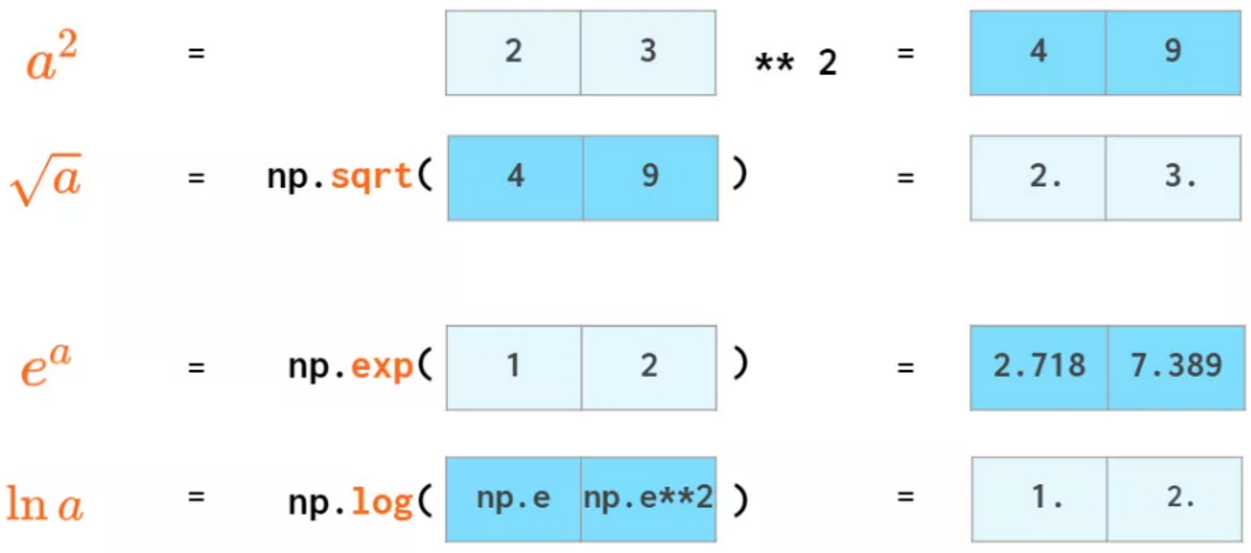 a² = 2 3 ** 2 = 4 9
√a = np.sqrt( 4 9 ) = 2. 3.
eᵃ = np.exp( 1 2 ) = 2.718 7.389
ln a = np.log( np.e np.e**2 ) = 1. 2.